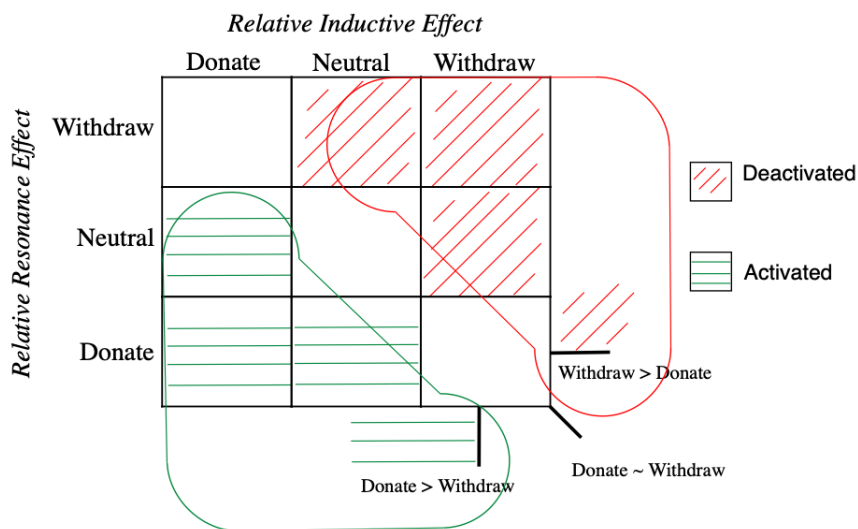 Relative Inductive Effect
Donate Neutral Withdraw
Relative Resonance Effect
Withdraw
Neutral
Donate
Deactivated
Activated
Withdraw > Donate
Donate ~ Withdraw
Donate > Withdraw